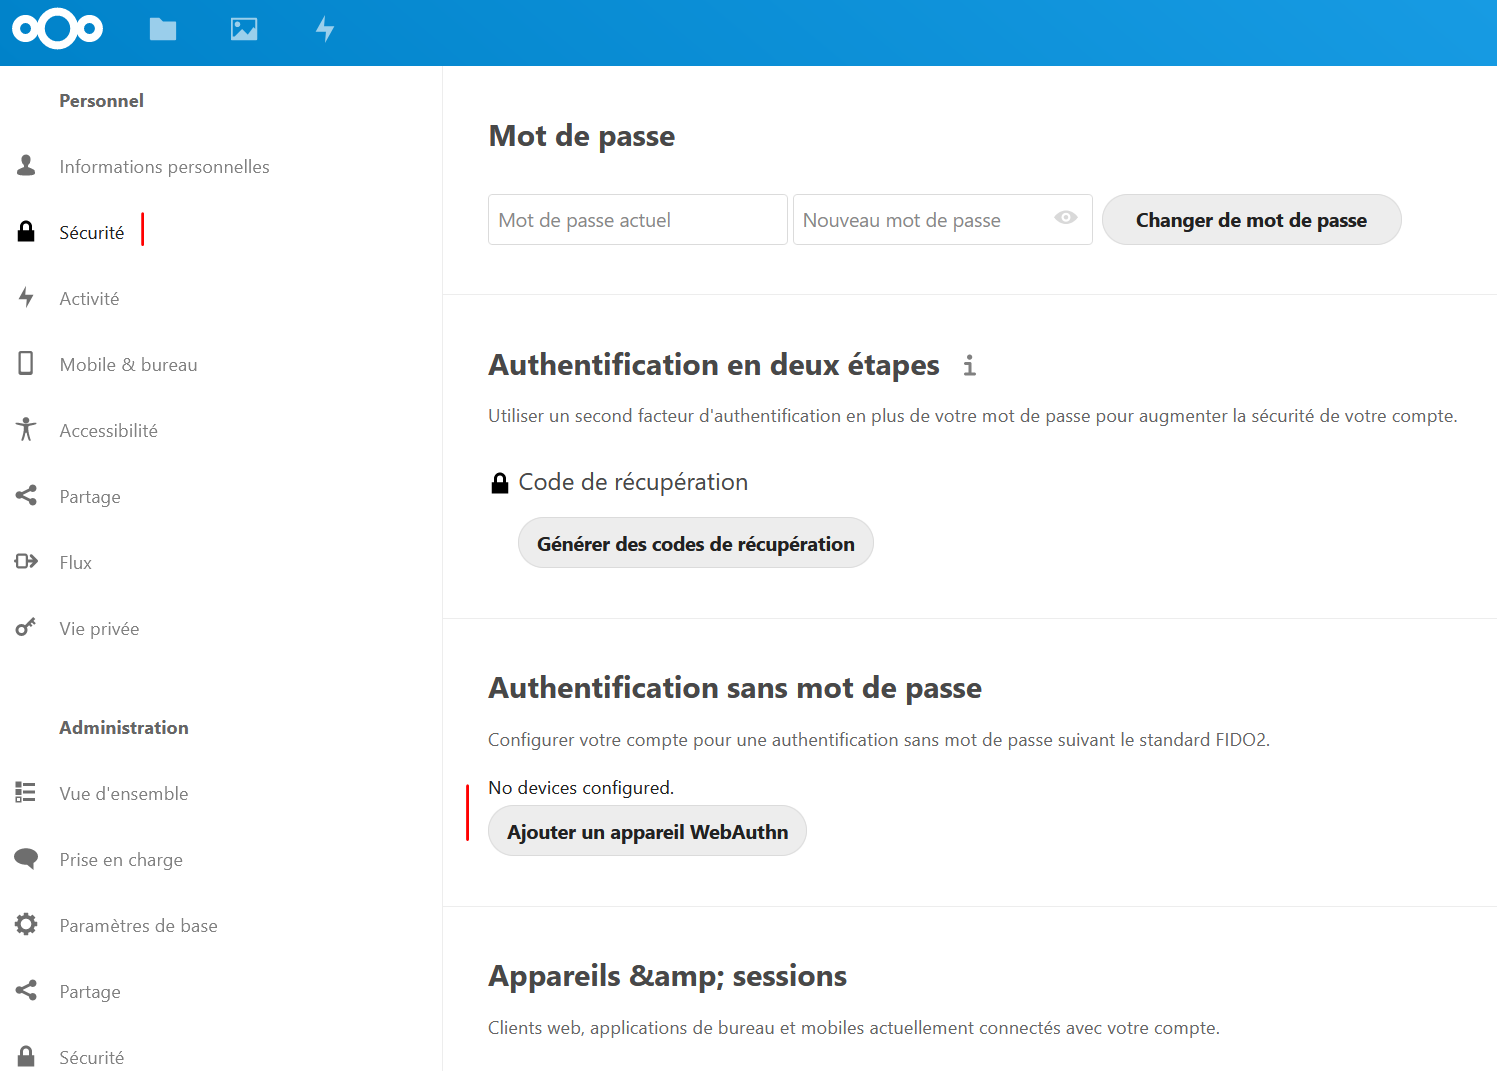 Personnel
Informations personnelles
Sécurité
Activité
Mobile & bureau
Accessibilité
Partage
Flux
Vie privée
Administration
Vue d'ensemble
Prise en charge
Paramètres de base
Partage
Sécurité
Mot de passe
Mot de passe actuel
Nouveau mot de passe
Changer de mot de passe
Authentification en deux étapes
Utiliser un second facteur d'authentification en plus de votre mot de passe pour augmenter la sécurité de votre compte.
Code de récupération
Générer des codes de récupération
Authentification sans mot de passe
Configurer votre compte pour une authentification sans mot de passe suivant le standard FIDO2.
No devices configured.
Ajouter un appareil WebAuthn
Appareils &amp; sessions
Clients web, applications de bureau et mobiles actuellement connectés avec votre compte.